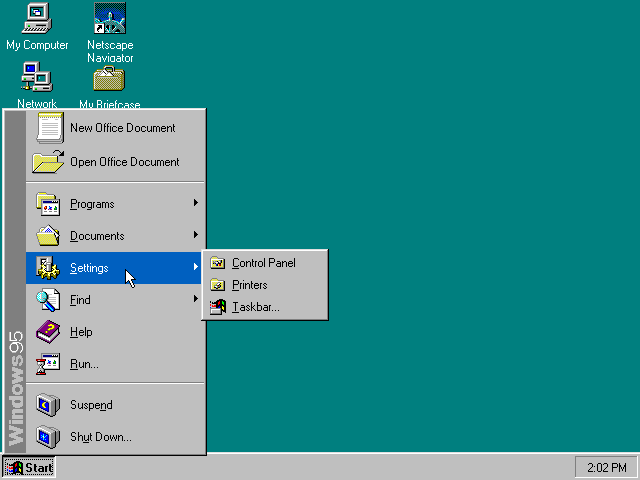 My Computer
Netscape
Navigator
Network
My Briefcase
New Office Document
Open Office Document
Programs
Documents
Settings
Find
Help
Run...
Suspend
Shut Down...
Windows95
Control Panel
Printers
Taskbar...
Start
2:02 PM